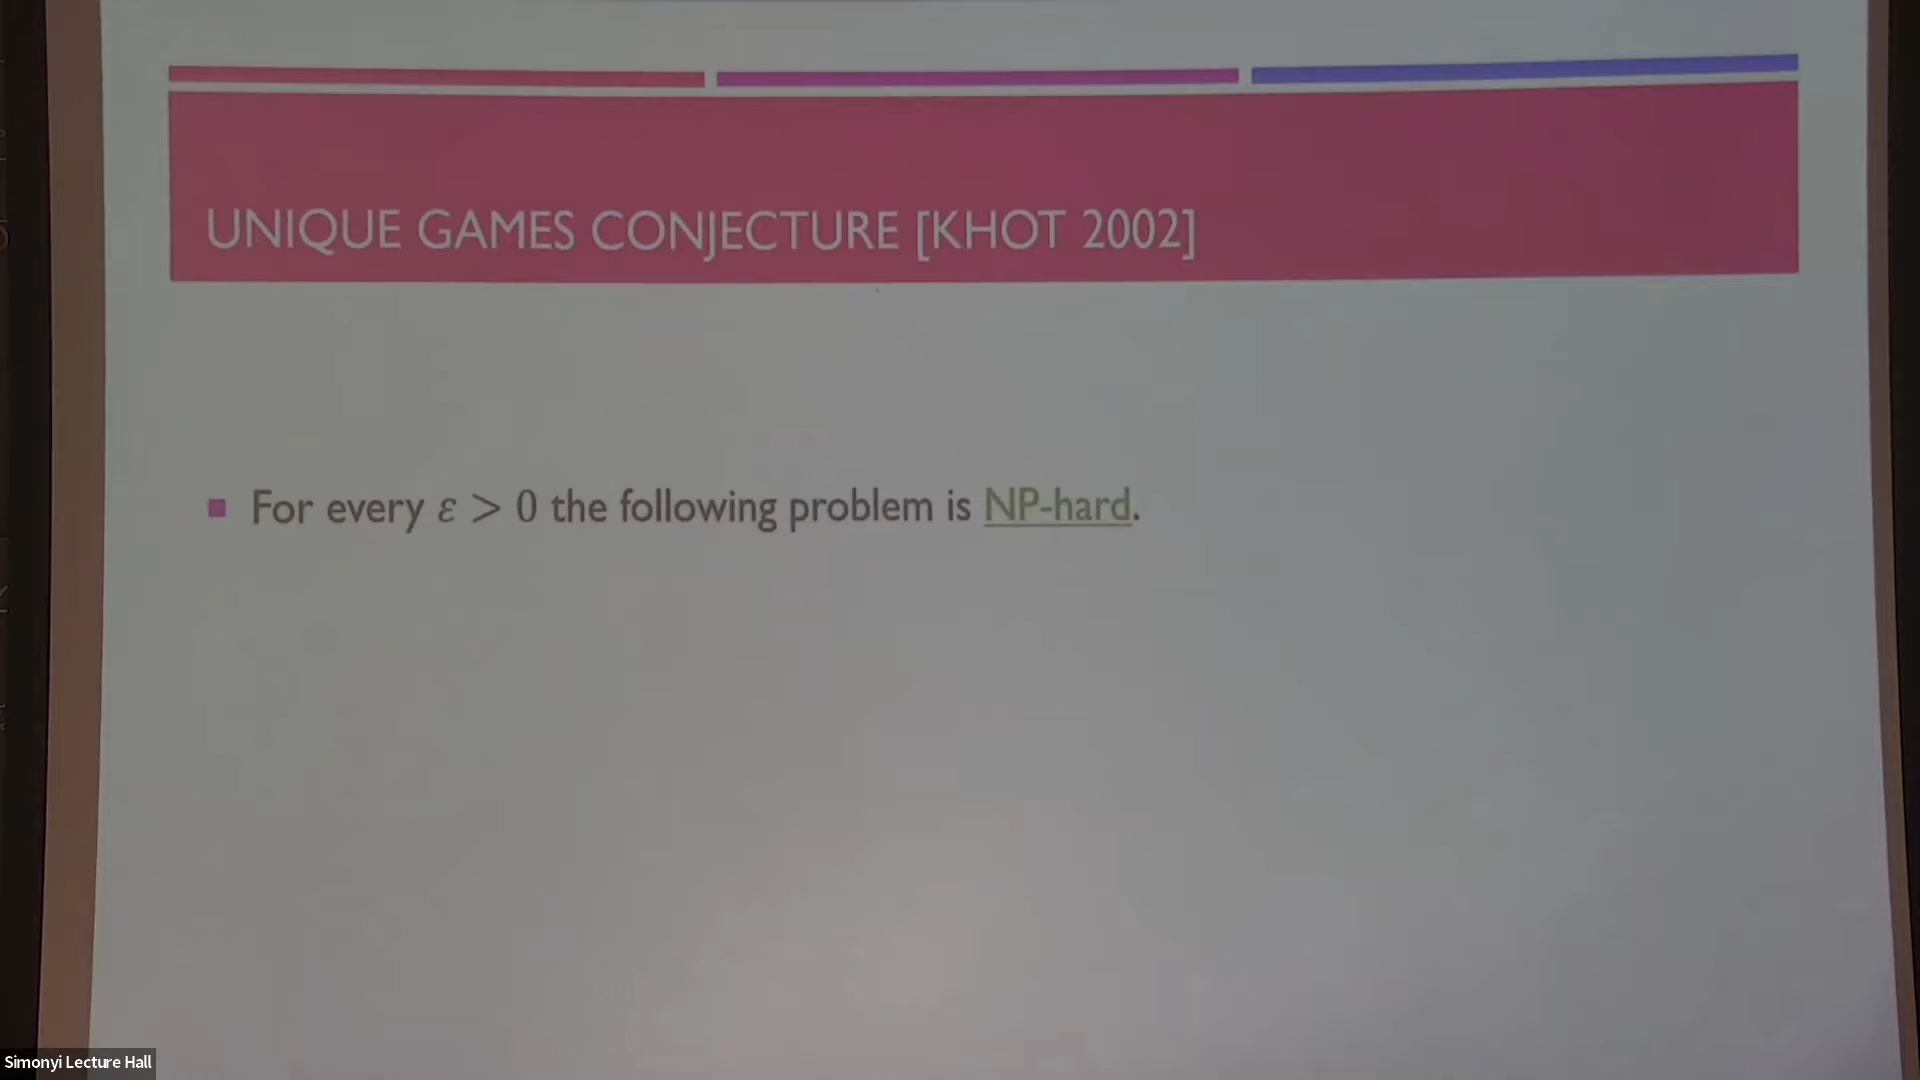 UNIQUE GAMES CONJECTURE [KHOT 2002]
▪ For every ε > 0 the following problem is NP-hard.
Simonyi Lecture Hall